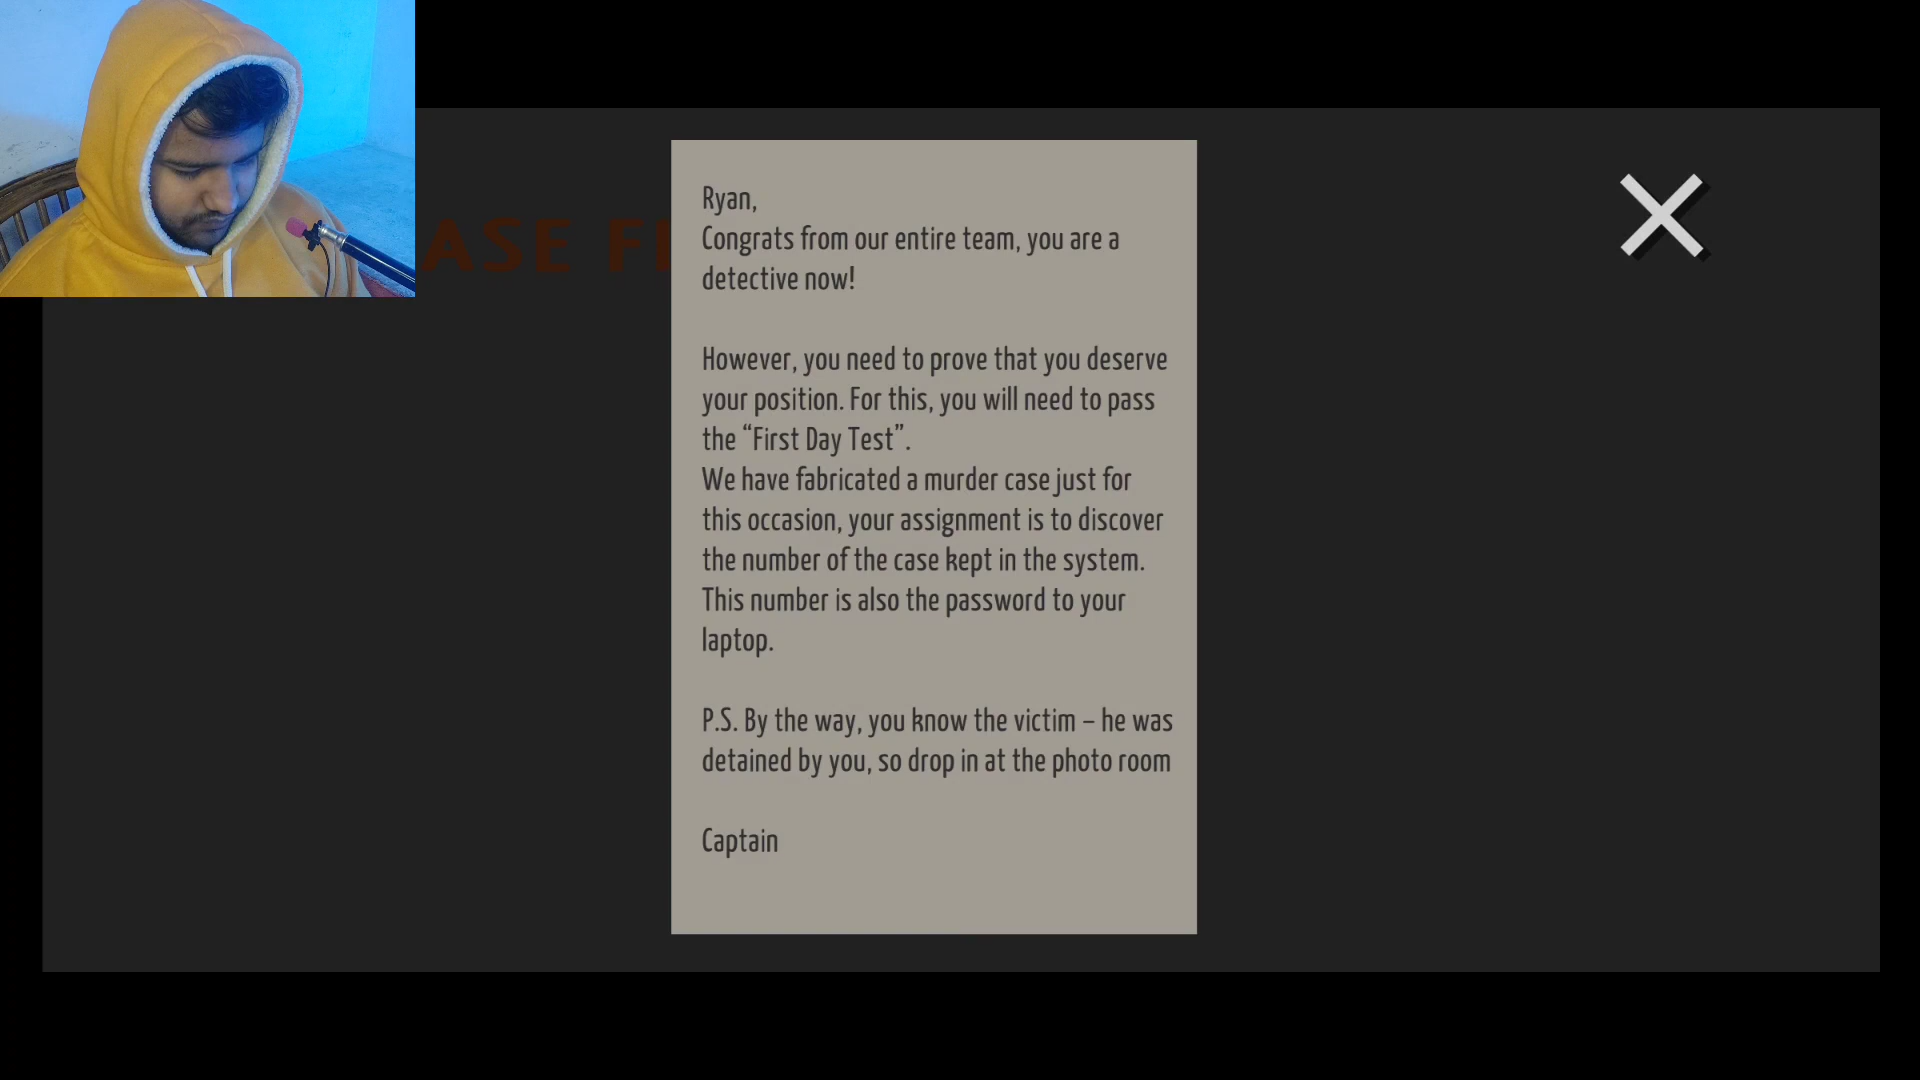 ASE FI
Ryan,
Congrats from our entire team, you are a
detective now!
However, you need to prove that you deserve
your position. For this, you will need to pass
the “First Day Test”.
We have fabricated a murder case just for
this occasion, your assignment is to discover
the number of the case kept in the system.
This number is also the password to your
laptop.
P.S. By the way, you know the victim – he was
detained by you, so drop in at the photo room
Captain